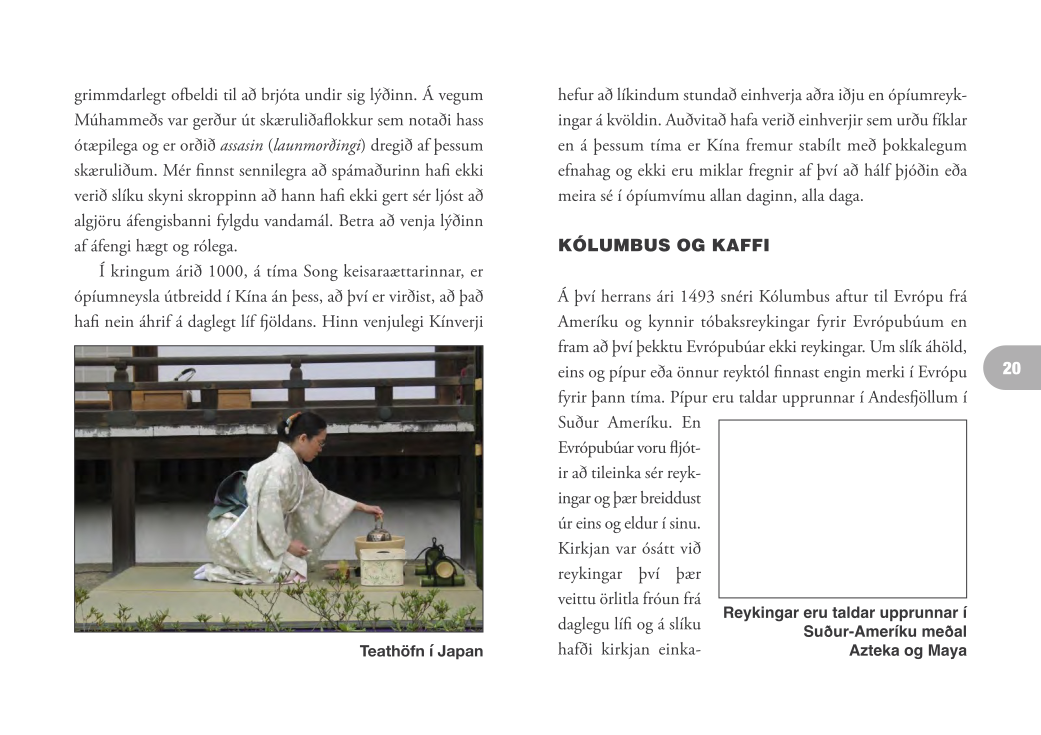 grimmdarlegt ofbeldi til að brjóta undir sig lýðinn. Á vegum
Múhammeðs var gerður út skæruliðaflokkur sem notaði hass
ótæpilega og er orðið assasin (launmorðingi) dregið af þessum
skæruliðum. Mér finnst sennilegra að spámaðurinn hafi ekki
verið slíku skyni skroppinn að hann hafi ekki gert sér ljóst að
algjöru áfengisbanni fylgdu vandamál. Betra að venja lýðinn
af áfengi hægt og rólega.
Í kringum árið 1000, á tíma Song keisaraættarinnar, er
ópíumneysla útbreidd í Kína án þess, að því er virðist, að það
hafi nein áhrif á daglegt líf fjöldans. Hinn venjulegi Kínverji
Teathöfn í Japan
hefur að líkindum stundað einhverja aðra iðju en ópíumreyk-
ingar á kvöldin. Auðvitað hafa verið einhverjir sem urðu fíklar
en á þessum tíma er Kína fremur stabílt með þokkalegum
efnahag og ekki eru miklar fregnir af því að hálf þjóðin eða
meira sé í ópíumvímu allan daginn, alla daga.
KÓLUMBUS OG KAFFI
Á því herrans ári 1493 snéri Kólumbus aftur til Evrópu frá
Ameríku og kynnir tóbaksreykingar fyrir Evrópubúum en
fram að því þekktu Evrópubúar ekki reykingar. Um slík áhöld,
eins og pípur eða önnur reyktól finnast engin merki í Evrópu
fyrir þann tíma. Pípur eru taldar upprunnar í Andesfjöllum í
Suður Ameríku. En
Evrópubúar voru fljót-
ir að tileinka sér reyk-
ingar og þær breiddust
úr eins og eldur í sinu.
Kirkjan var ósátt við
reykingar því þær
veittu örlitla fróun frá
daglegu lífi og á slíku
hafði kirkjan einka-
Reykingar eru taldar upprunnar í
Suður-Ameríku meðal
Azteka og Maya
20